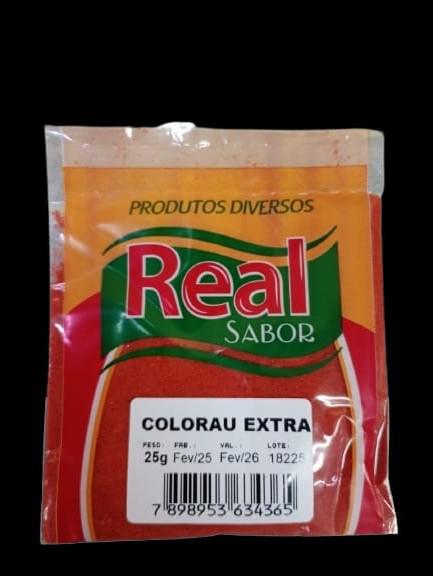 PRODUTOS DIVERSOS
Real
SABOR
COLORAU EXTRA
PESO: FAB.: VAL.: LOTE:
25g Fev/25 Fev/26 18225
7 898953 634365